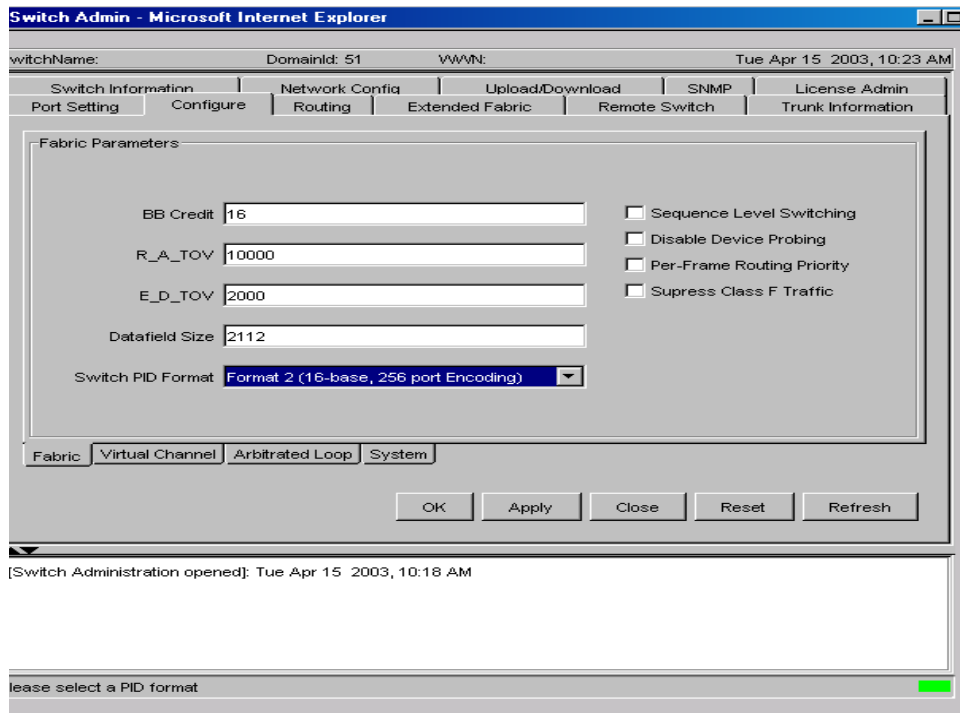 Switch Admin - Microsoft Internet Explorer
witchName: DomainId: 51 WWN: Tue Apr 15 2003, 10:23 AM
Switch Information Network Config Upload/Download SNMP License Admin
Port Setting Configure Routing Extended Fabric Remote Switch Trunk Information
Fabric Parameters
BB Credit 16
R_A_TOV 10000
E_D_TOV 2000
Datafield Size 2112
Switch PID Format Format 2 (16-base, 256 port Encoding)
Sequence Level Switching
Disable Device Probing
Per-Frame Routing Priority
Supress Class F Traffic
Fabric Virtual Channel Arbitrated Loop System
OK Apply Close Reset Refresh
[Switch Administration opened]: Tue Apr 15 2003, 10:18 AM
lease select a PID format